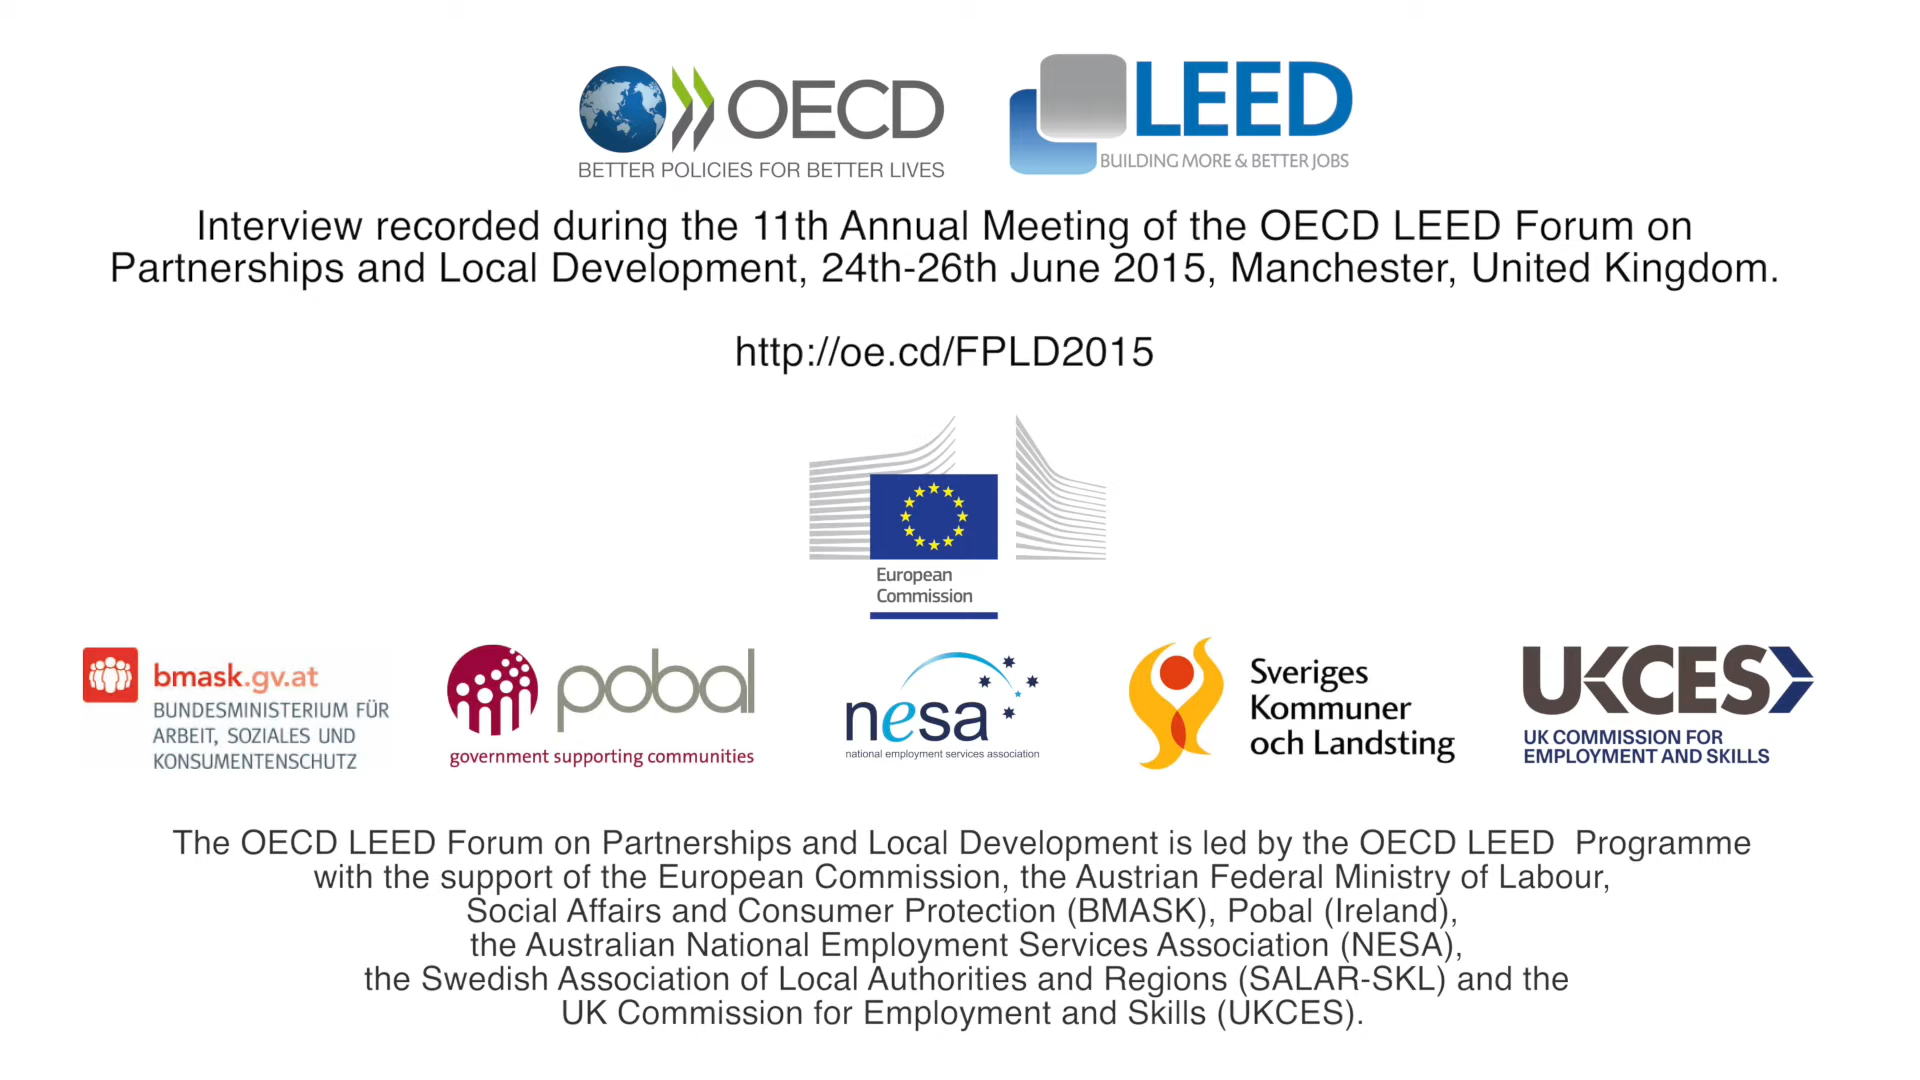 OECD
BETTER POLICIES FOR BETTER LIVES
LEED
BUILDING MORE & BETTER JOBS
Interview recorded during the 11th Annual Meeting of the OECD LEED Forum on
Partnerships and Local Development, 24th-26th June 2015, Manchester, United Kingdom.
http://oe.cd/FPLD2015
European
Commission
bmask.gv.at
BUNDESMINISTERIUM FÜR
ARBEIT, SOZIALES UND
KONSUMENTENSCHUTZ
pobal
government supporting communities
nesa
national employment services association
Sveriges
Kommuner
och Landsting
UKCES
UK COMMISSION FOR
EMPLOYMENT AND SKILLS
The OECD LEED Forum on Partnerships and Local Development is led by the OECD LEED Programme
with the support of the European Commission, the Austrian Federal Ministry of Labour,
Social Affairs and Consumer Protection (BMASK), Pobal (Ireland),
the Australian National Employment Services Association (NESA),
the Swedish Association of Local Authorities and Regions (SALAR-SKL) and the
UK Commission for Employment and Skills (UKCES).